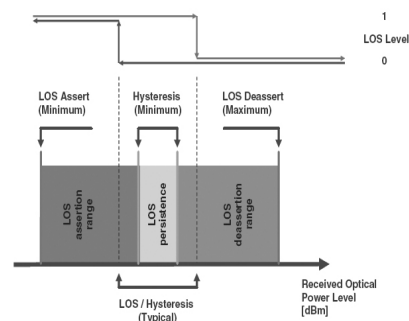 1
LOS Level
0
LOS Assert
(Minimum)
Hysteresis
(Minimum)
LOS Deassert
(Maximum)
LOS
assertion
range
LOS
persistence
LOS
deassertion
range
Received Optical
Power Level
[dBm]
LOS / Hysteresis
(Typical)